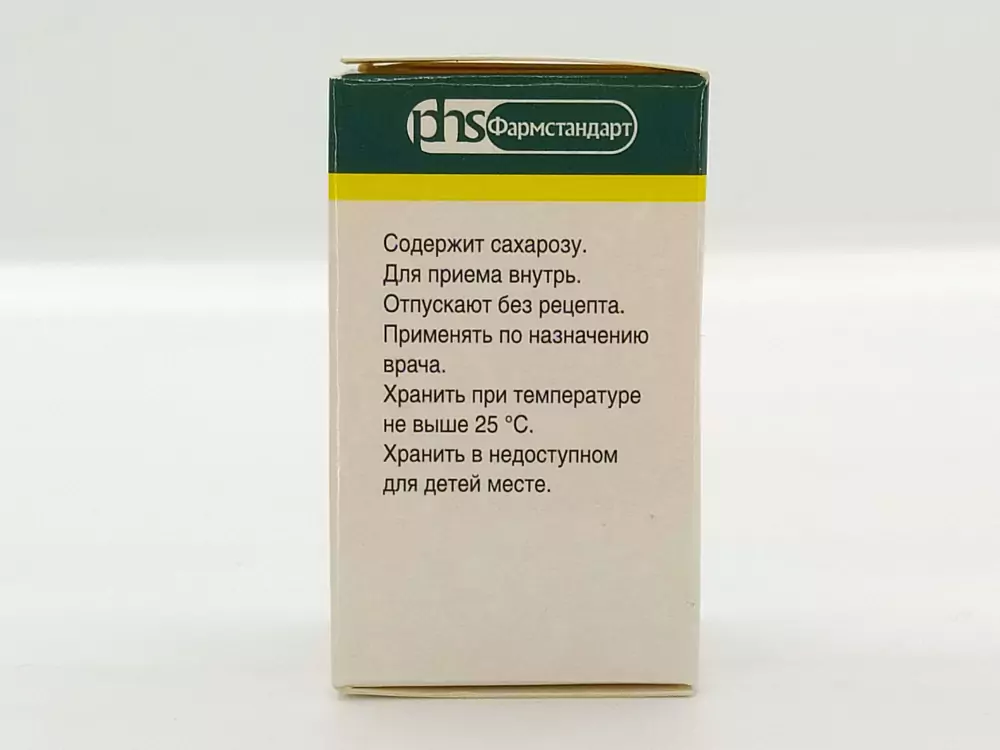 phs Фармстандарт
Содержит сахарозу.
Для приема внутрь.
Отпускают без рецепта.
Применять по назначению
врача.
Хранить при температуре
не выше 25 °С.
Хранить в недоступном
для детей месте.